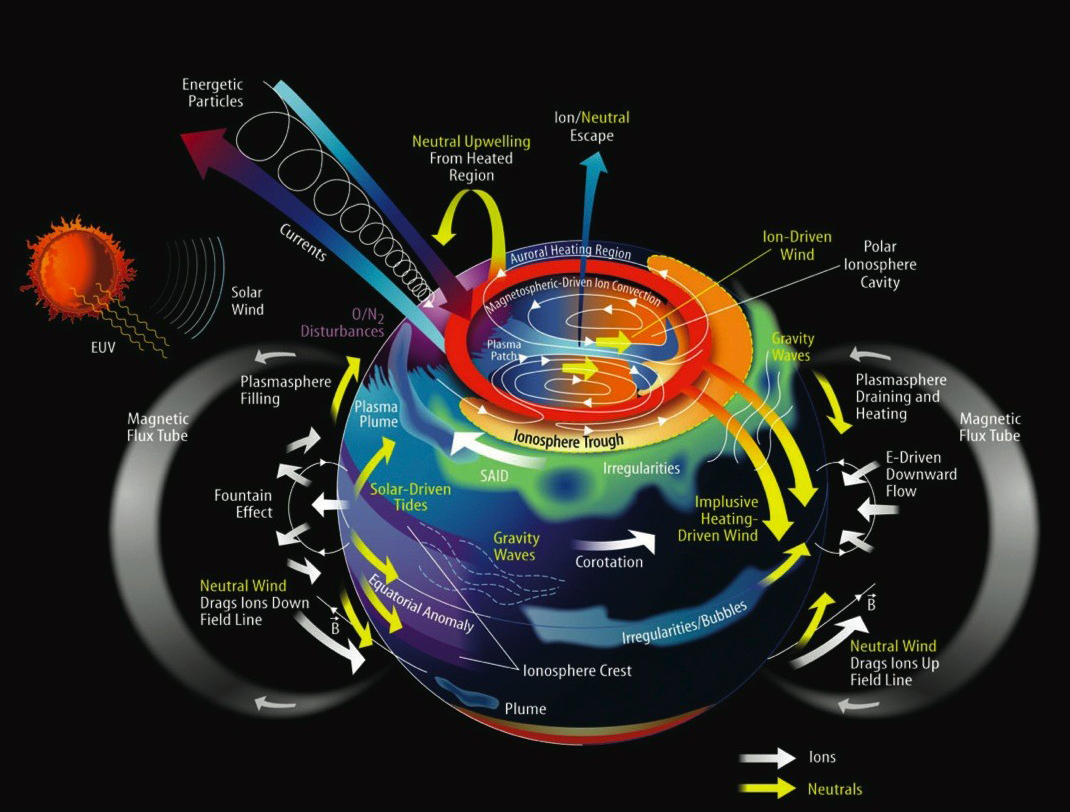 Energetic
Particles
Neutral Upwelling
From Heated
Region
Ion/Neutral
Escape
Currents
Auroral Heating Region
Ion-Driven
Wind
Polar
Ionosphere
Cavity
Magnetospheric-Driven Ion Convection
Solar
Wind
EUV
O/N2
Disturbances
Plasma
Patch
Gravity
Waves
Plasmasphere
Filling
Plasmasphere
Draining and
Heating
Magnetic
Flux Tube
Plasma
Plume
Ionosphere Trough
Magnetic
Flux Tube
SAID
Irregularities
E-Driven
Downward
Flow
Fountain
Effect
Solar-Driven
Tides
Implusive
Heating-
Driven Wind
Gravity
Waves
Corotation
Neutral Wind
Drags Ions Down
Field Line
B
Equatorial Anomaly
Irregularities/Bubbles
B
Neutral Wind
Drags Ions Up
Field Line
Ionosphere Crest
Plume
Ions
Neutrals